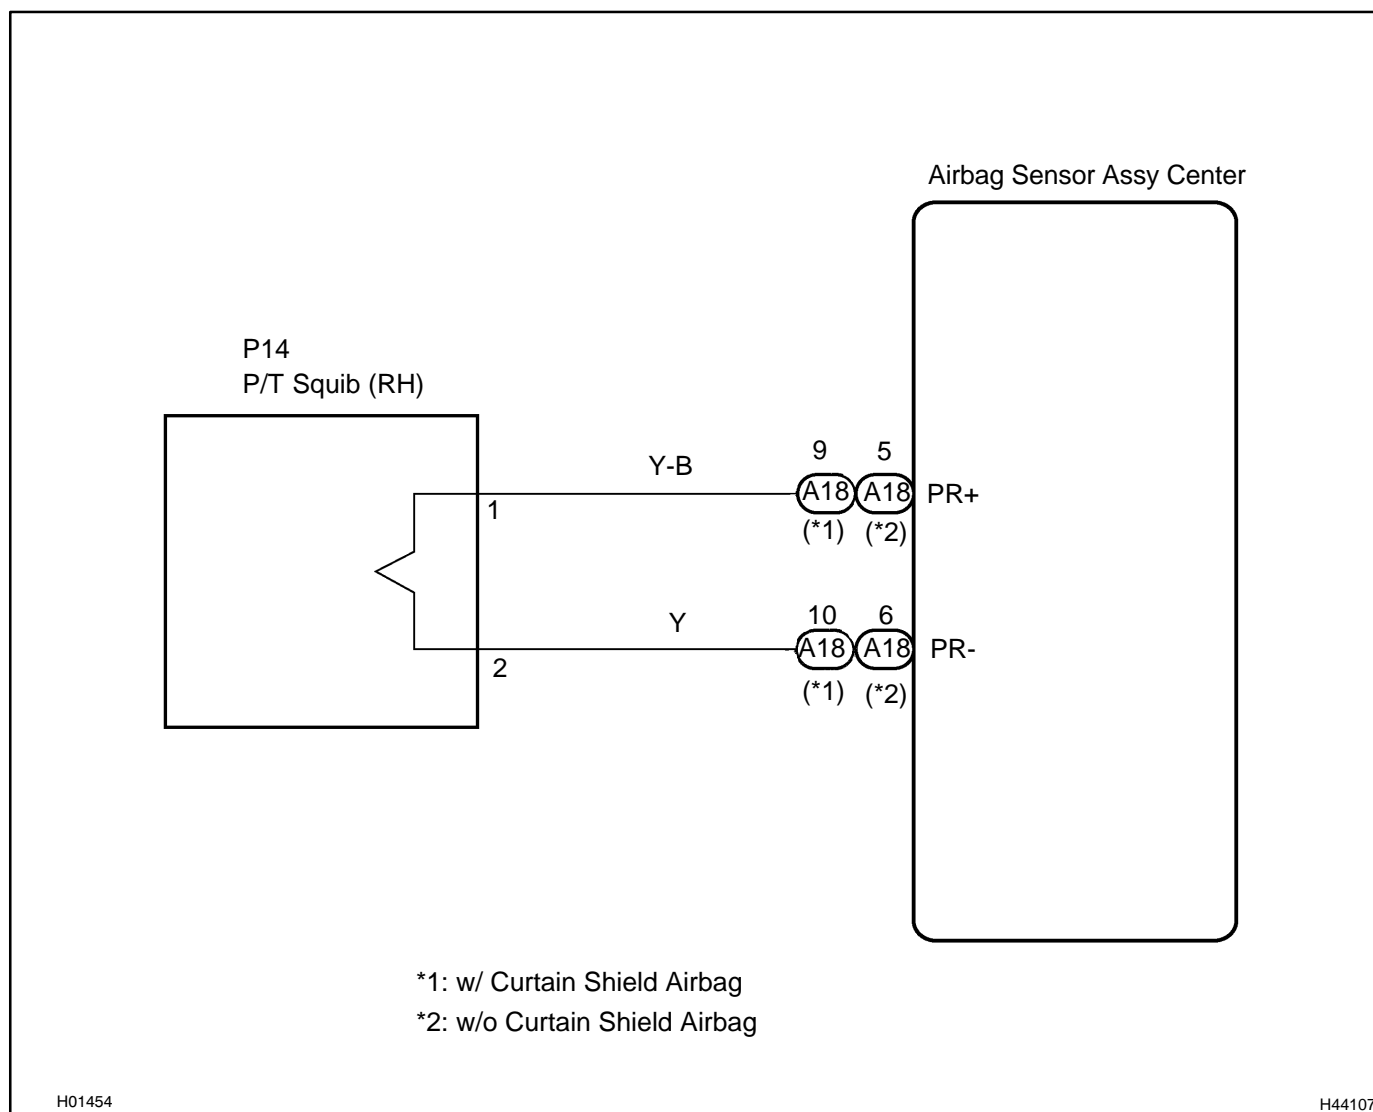 Airbag Sensor Assy Center
P14
P/T Squib (RH)
Y-B
9
5
1
A18
A18
PR+
(*1)
(*2)
Y
10
6
2
A18
A18
PR-
(*1)
(*2)
*1: w/ Curtain Shield Airbag
*2: w/o Curtain Shield Airbag
H01454
H44107